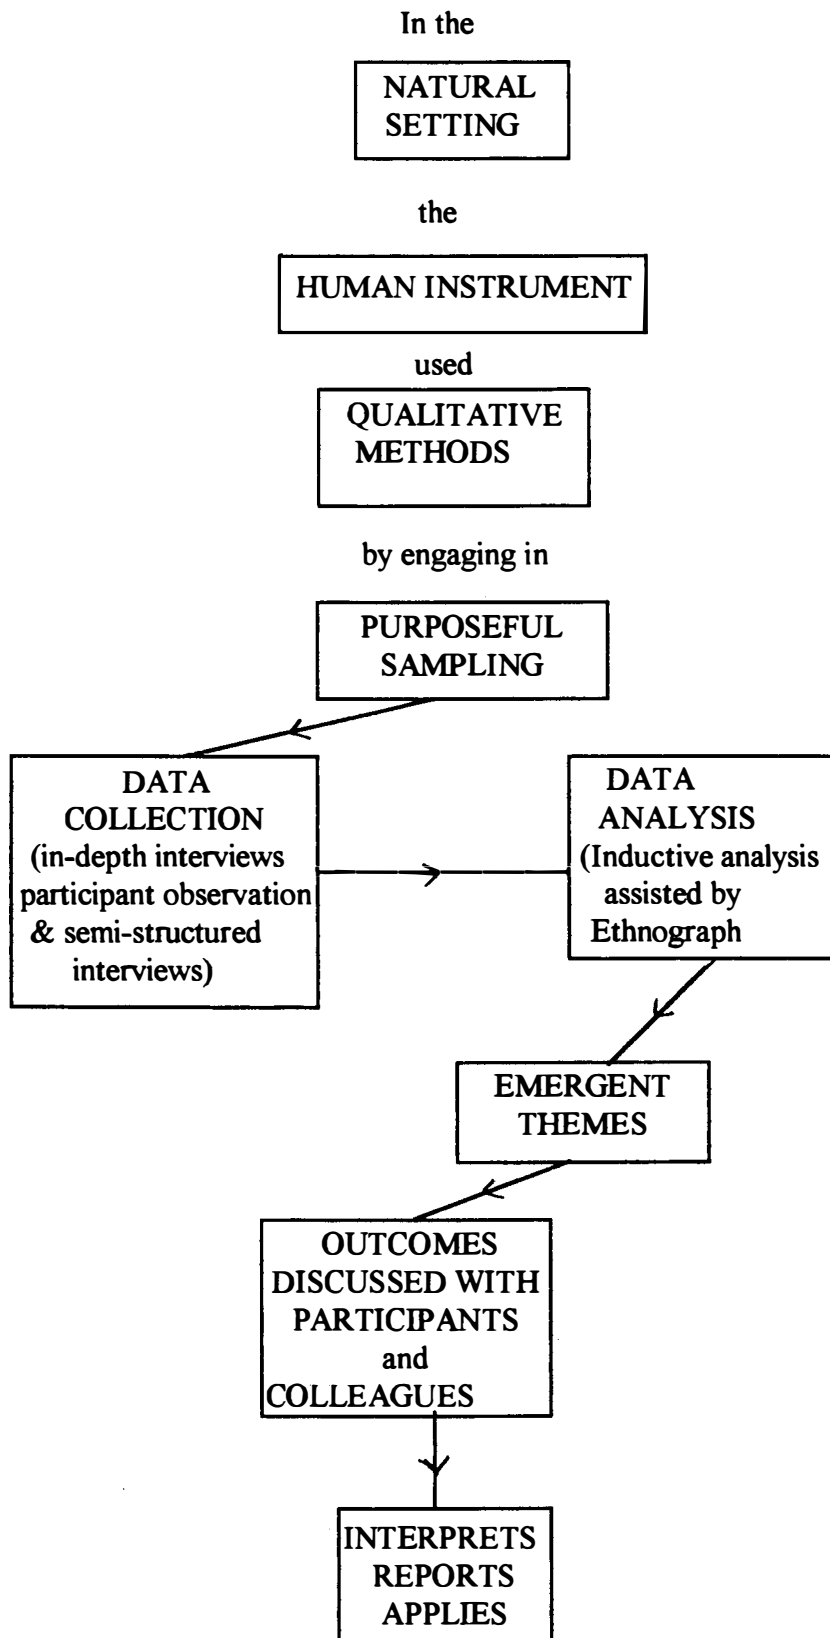 In the
NATURAL
SETTING
the
HUMAN INSTRUMENT
used
QUALITATIVE
METHODS
by engaging in
PURPOSEFUL
SAMPLING
DATA
COLLECTION
(in-depth interviews
participant observation
& semi-structured
interviews)
DATA
ANALYSIS
(Inductive analysis
assisted by
Ethnograph
EMERGENT
THEMES
OUTCOMES
DISCUSSED WITH
PARTICIPANTS
and
COLLEAGUES
INTERPRETS
REPORTS
APPLIES